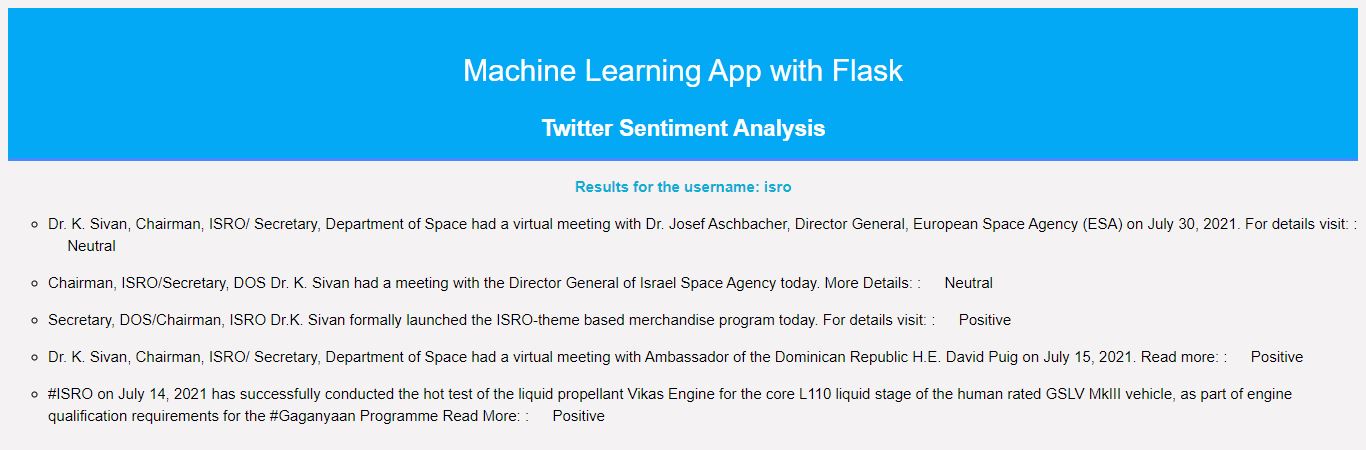 Machine Learning App with Flask
Twitter Sentiment Analysis
Results for the username: isro
Dr. K. Sivan, Chairman, ISRO/ Secretary, Department of Space had a virtual meeting with Dr. Josef Aschbacher, Director General, European Space Agency (ESA) on July 30, 2021. For details visit: :
Neutral
Chairman, ISRO/Secretary, DOS Dr. K. Sivan had a meeting with the Director General of Israel Space Agency today. More Details: : Neutral
Secretary, DOS/Chairman, ISRO Dr.K. Sivan formally launched the ISRO-theme based merchandise program today. For details visit: : Positive
Dr. K. Sivan, Chairman, ISRO/ Secretary, Department of Space had a virtual meeting with Ambassador of the Dominican Republic H.E. David Puig on July 15, 2021. Read more: : Positive
#ISRO on July 14, 2021 has successfully conducted the hot test of the liquid propellant Vikas Engine for the core L110 liquid stage of the human rated GSLV MkIII vehicle, as part of engine
qualification requirements for the #Gaganyaan Programme Read More: : Positive